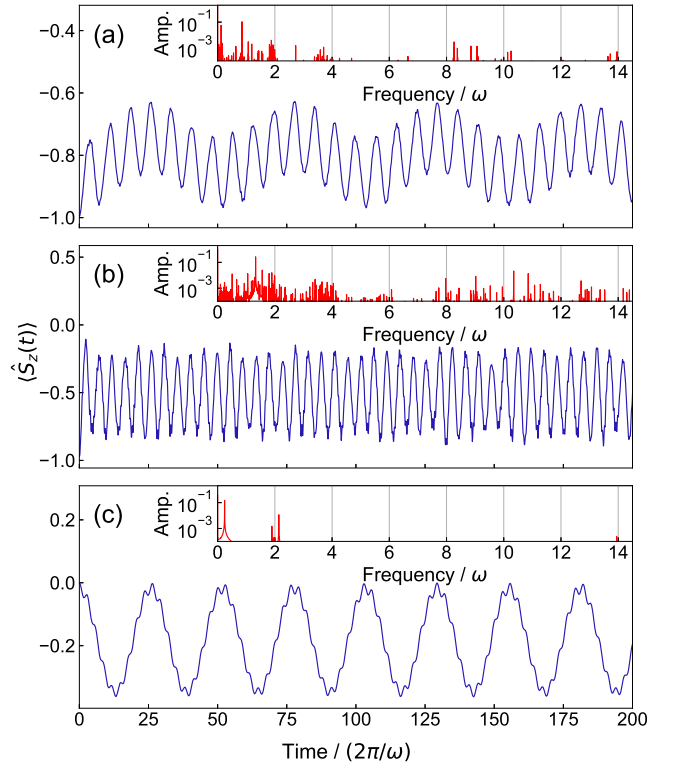 (a)
Amp.
10⁻¹
10⁻³
0 2 4 6 8 10 12 14
Frequency / ω
−0.4
−0.6
−0.8
−1.0
(b)
Amp.
10⁻¹
10⁻³
0 2 4 6 8 10 12 14
Frequency / ω
0.5
0.0
−0.5
−1.0
⟨Ŝz(t)⟩
(c)
Amp.
10⁻¹
10⁻³
0 2 4 6 8 10 12 14
Frequency / ω
0.2
0.0
−0.2
0 25 50 75 100 125 150 175 200
Time / (2π/ω)